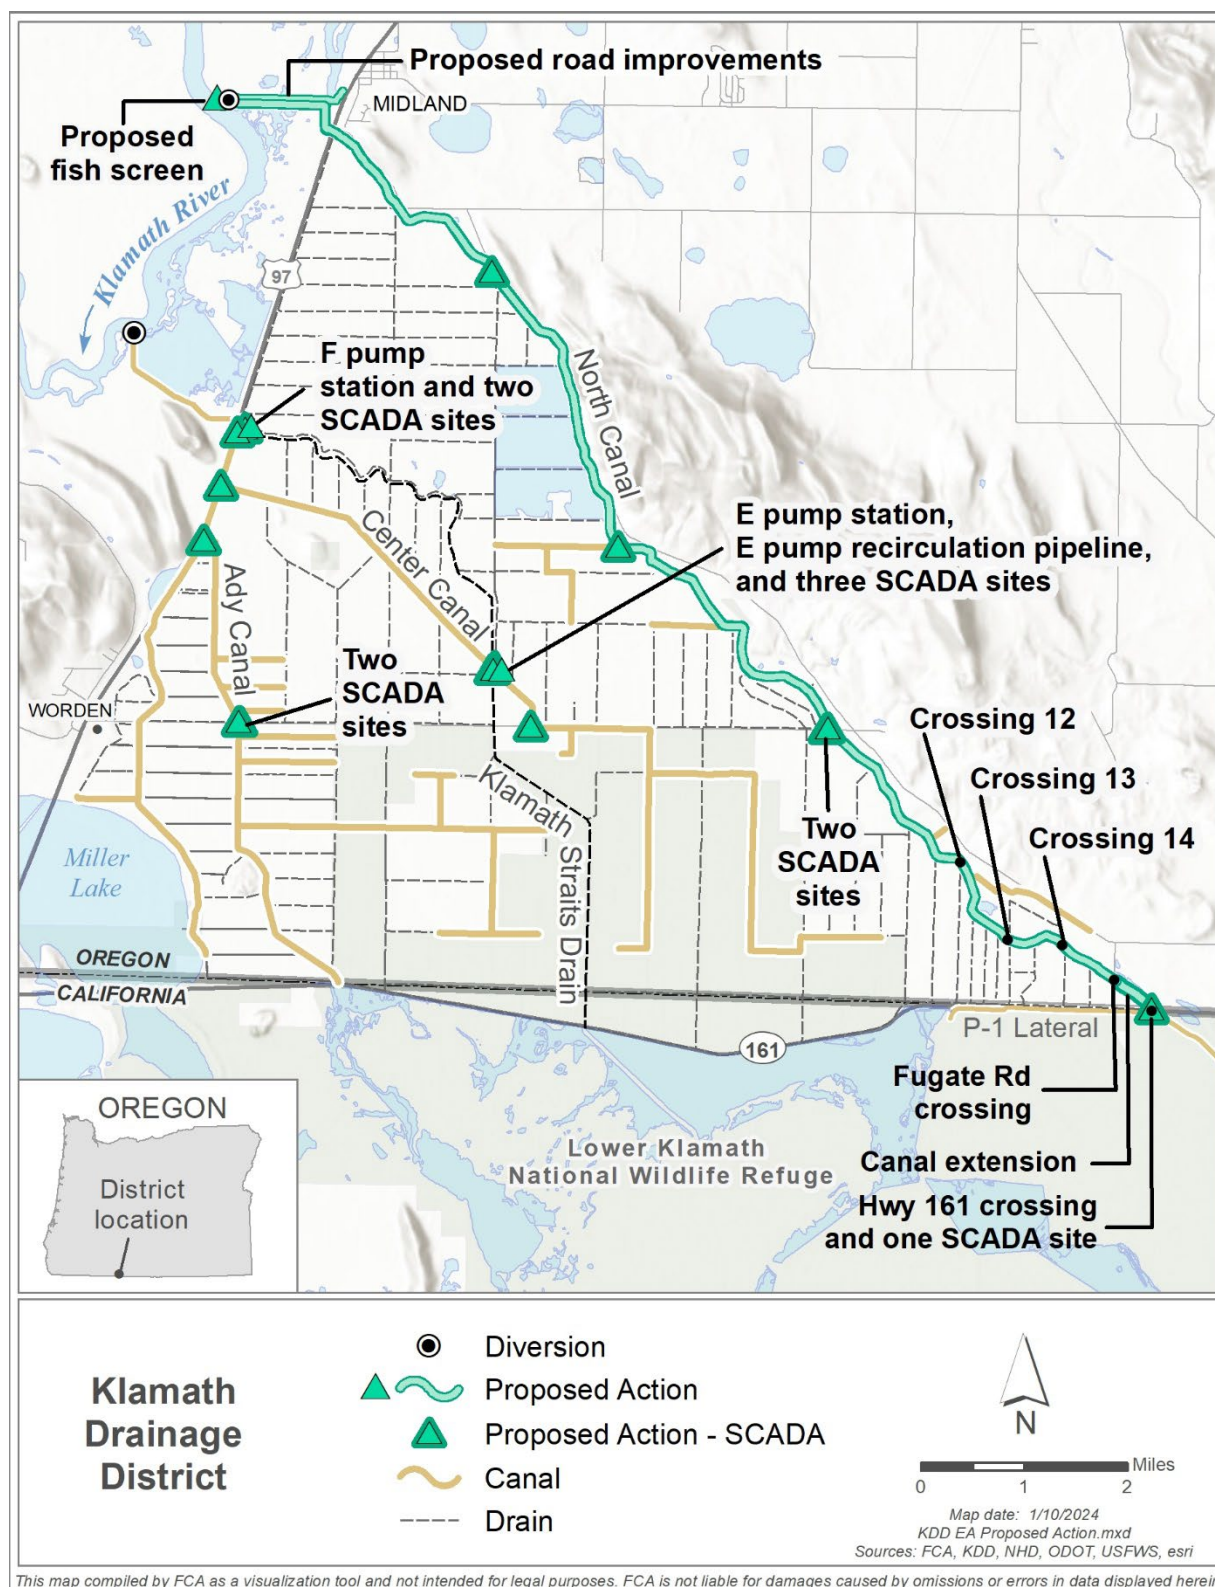 Proposed road improvements
MIDLAND
Proposed
fish screen
Klamath River
97
F pump
station and two
SCADA sites
North Canal
E pump station,
E pump recirculation pipeline,
and three SCADA sites
Center Canal
Ady Canal
Two
SCADA
sites
WORDEN
Crossing 12
Crossing 13
Crossing 14
Klamath Straits Drain
Two
SCADA
sites
Miller
Lake
OREGON
CALIFORNIA
P-1 Lateral
161
Fugate Rd
crossing
Lower Klamath
National Wildlife Refuge
Canal extension
Hwy 161 crossing
and one SCADA site
OREGON
District
location
Klamath
Drainage
District
Diversion
Proposed Action
Proposed Action - SCADA
Canal
Drain
N
Miles
0 1 2
Map date: 1/10/2024
KDD EA Proposed Action.mxd
Sources: FCA, KDD, NHD, ODOT, USFWS, esri
This map compiled by FCA as a visualization tool and not intended for legal purposes. FCA is not liable for damages caused by omissions or errors in data displayed herein